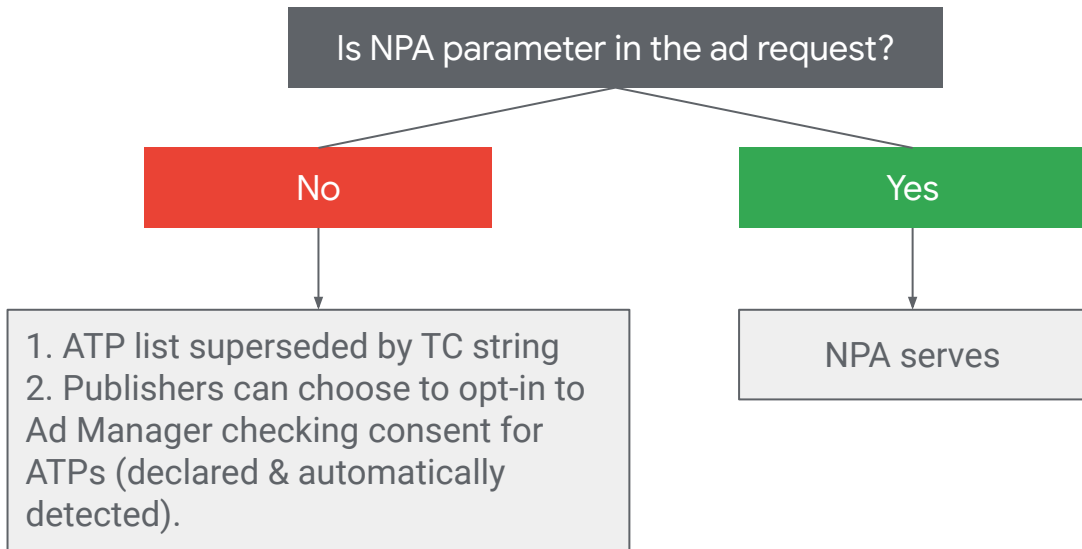 Is NPA parameter in the ad request?
No
Yes
1. ATP list superseded by TC string
2. Publishers can choose to opt-in to
Ad Manager checking consent for
ATPs (declared & automatically
detected).
NPA serves